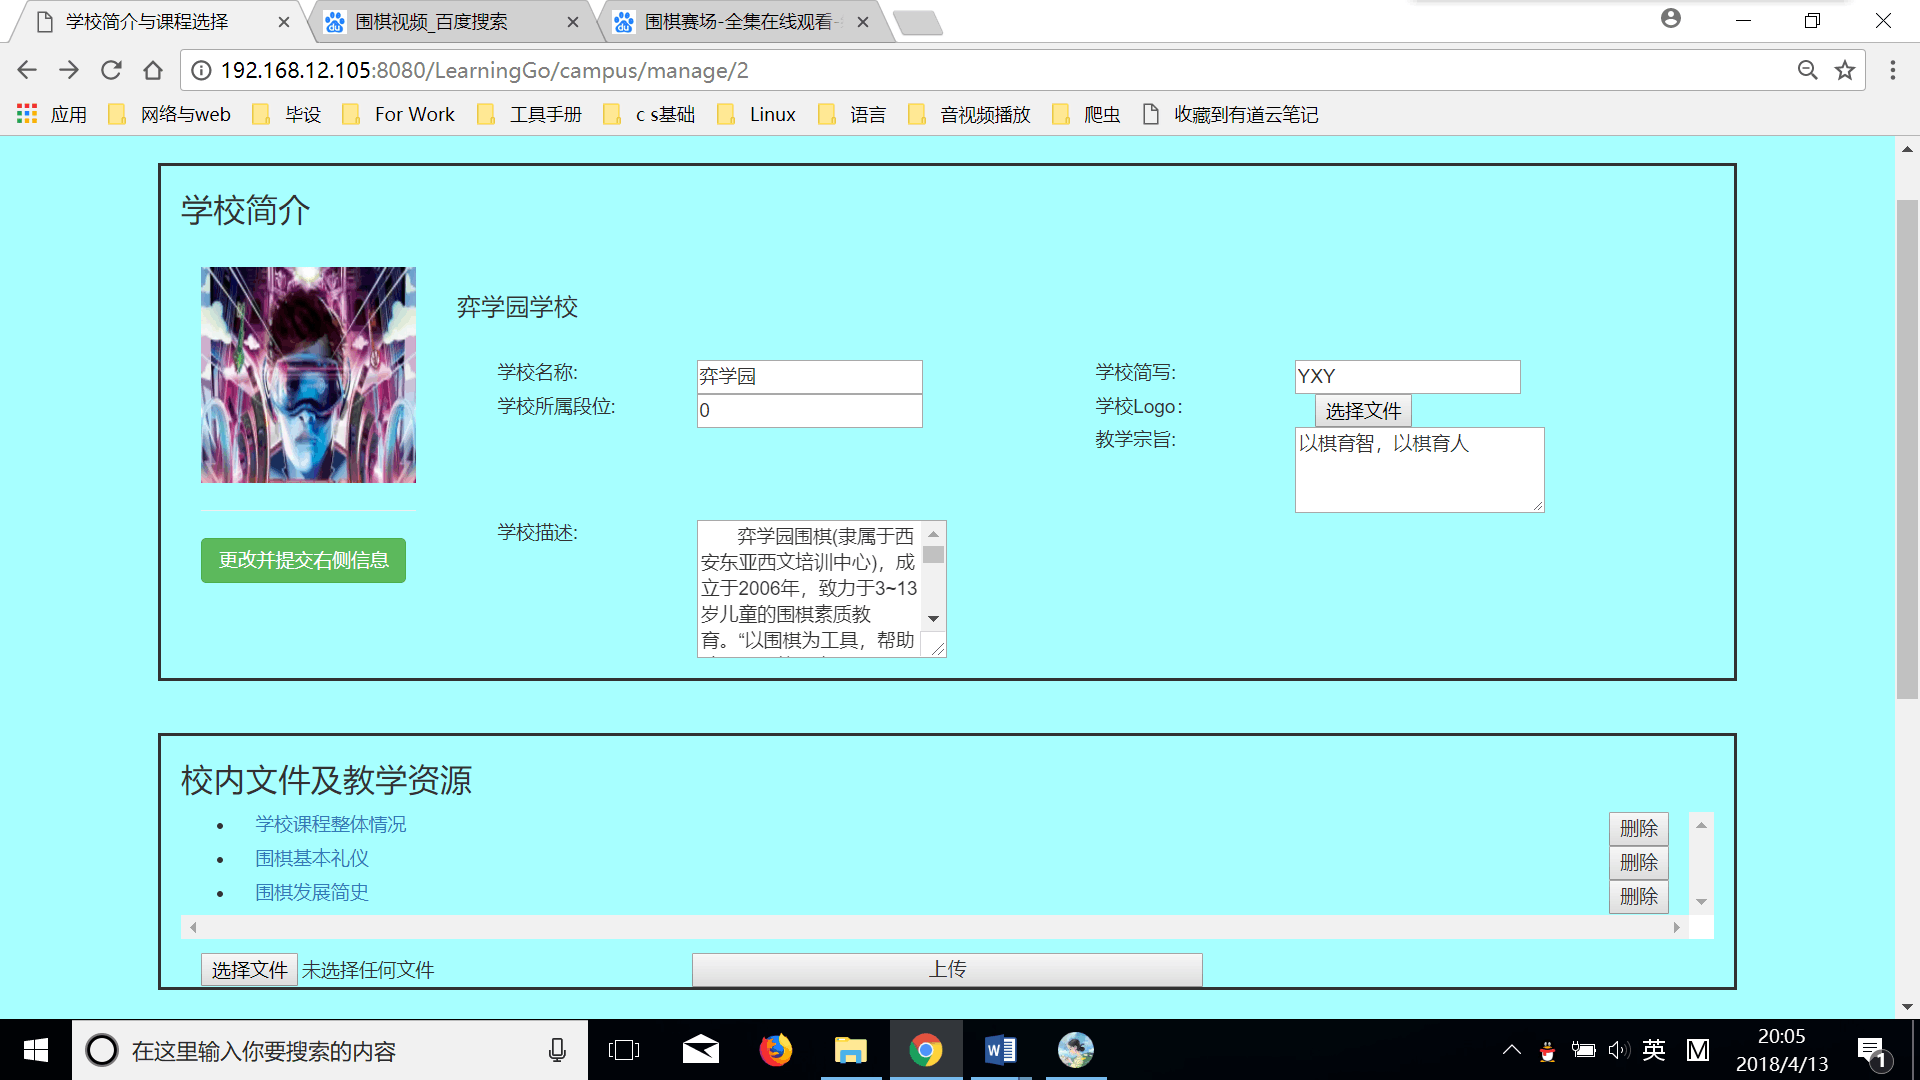 学校简介与课程选择
围棋视频_百度搜索
围棋赛场-全集在线观看-
192.168.12.105:8080/LearningGo/campus/manage/2
应用 网络与web 毕设 For Work 工具手册 c s基础 Linux 语言 音视频播放 爬虫 收藏到有道云笔记
学校简介
弈学园学校
学校名称: 弈学园 学校简写: YXY
学校所属段位: 0 学校Logo: 选择文件
教学宗旨: 以棋育智，以棋育人
更改并提交右侧信息
学校描述:
弈学园围棋(隶属于西
安东亚西文培训中心)，成
立于2006年，致力于3~13
岁儿童的围棋素质教
育。“以围棋为工具，帮助
校内文件及教学资源
学校课程整体情况 删除
围棋基本礼仪 删除
围棋发展简史 删除
选择文件 未选择任何文件 上传
在这里输入你要搜索的内容
英
20:05
2018/4/13
1